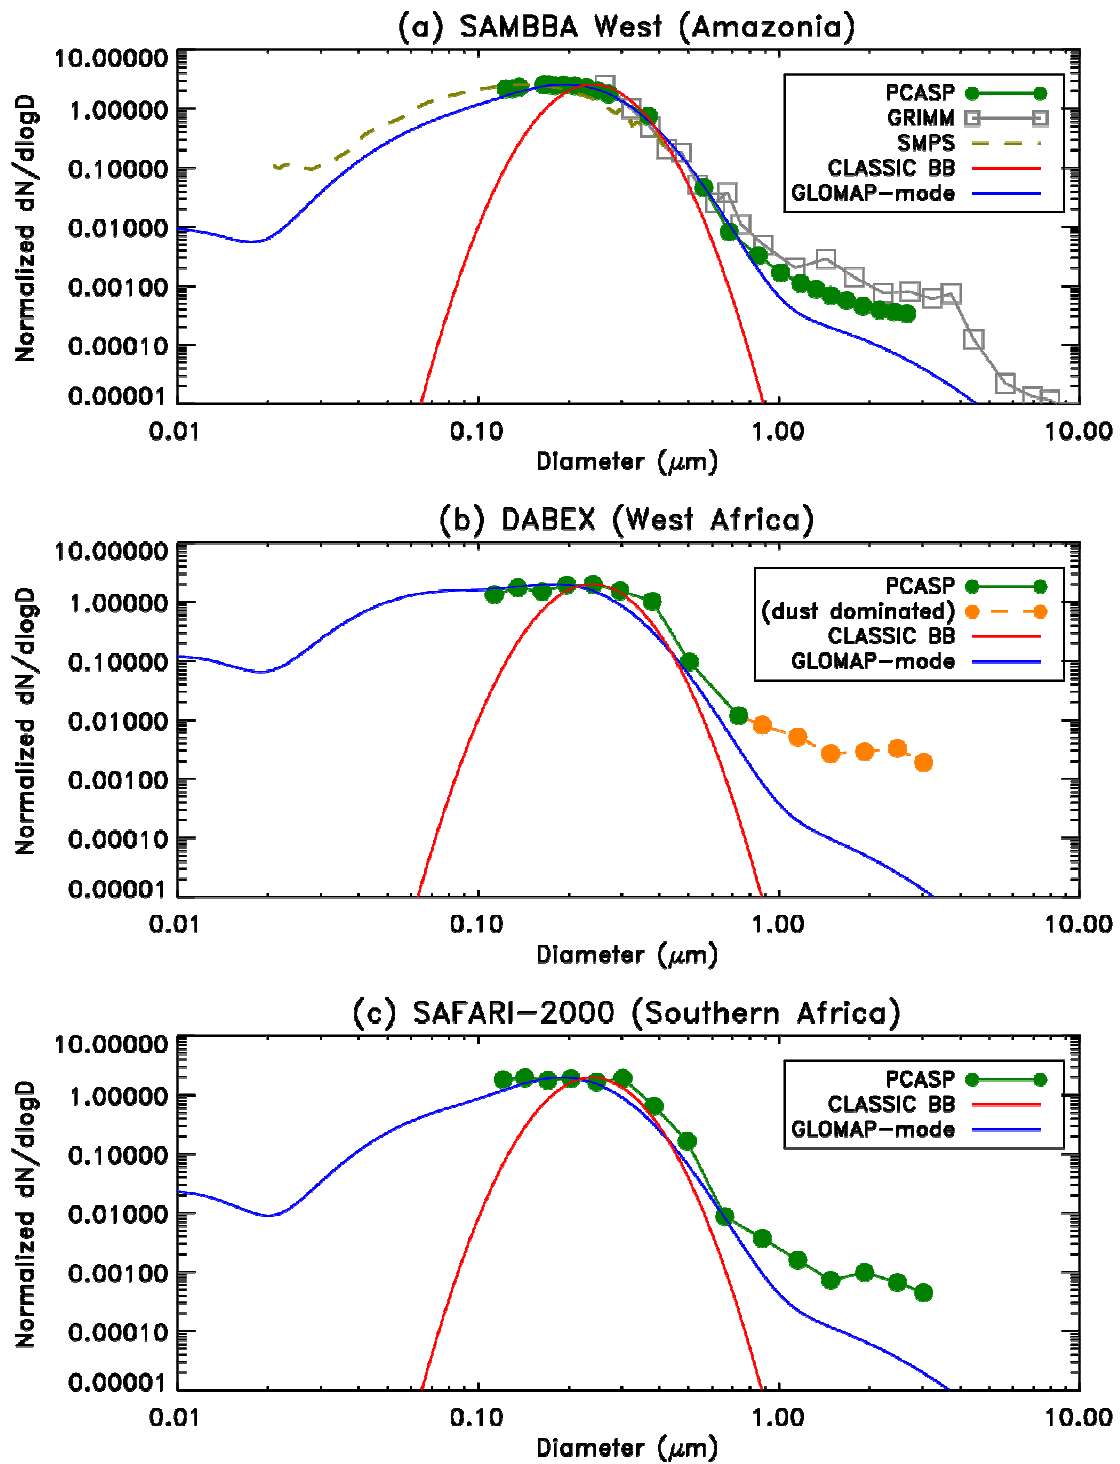 (a) SAMBBA West (Amazonia)
Normalized dN/dlogD
10.00000
1.00000
0.10000
0.01000
0.00100
0.00010
0.00001
PCASP
GRIMM
SMPS
CLASSIC BB
GLOMAP-mode
0.01
0.10
1.00
10.00
Diameter (μm)
(b) DABEX (West Africa)
Normalized dN/dlogD
10.00000
1.00000
0.10000
0.01000
0.00100
0.00010
0.00001
PCASP
(dust dominated)
CLASSIC BB
GLOMAP-mode
0.01
0.10
1.00
10.00
Diameter (μm)
(c) SAFARI-2000 (Southern Africa)
Normalized dN/dlogD
10.00000
1.00000
0.10000
0.01000
0.00100
0.00010
0.00001
PCASP
CLASSIC BB
GLOMAP-mode
0.01
0.10
1.00
10.00
Diameter (μm)